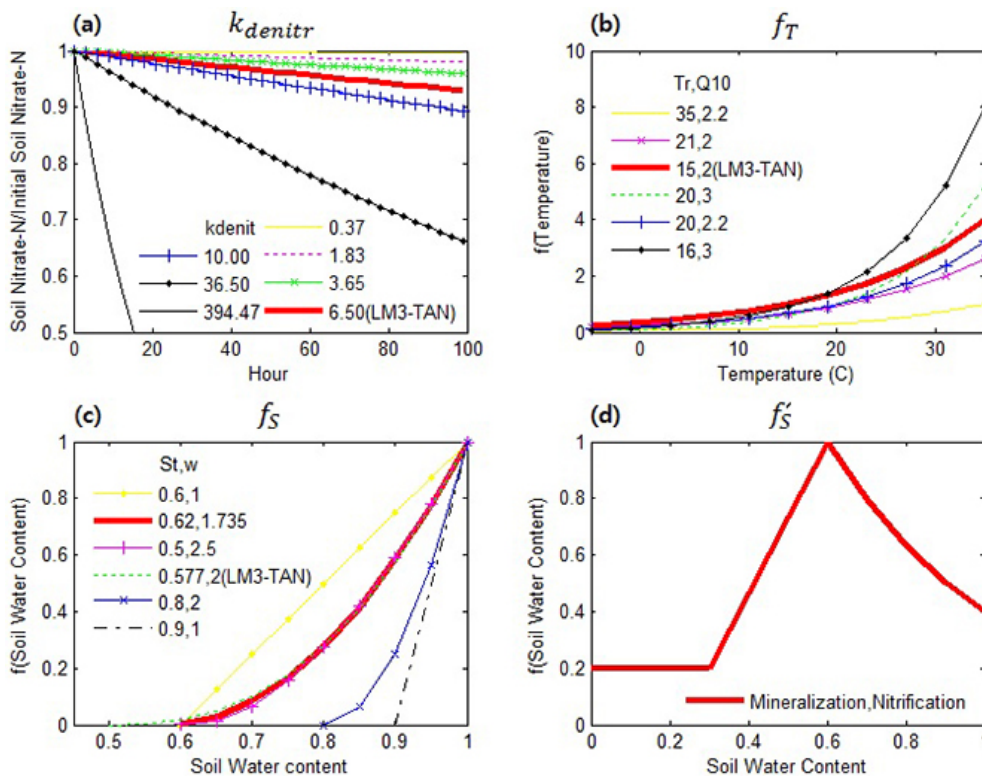 (a) k_denitr
Soil Nitrate-N/Initial Soil Nitrate-N
1
0.9
0.8
0.7
0.6
0.5
kdenit
10.00
36.50
394.47
0.37
1.83
3.65
6.50(LM3-TAN)
0 20 40 60 80 100
Hour
(b) f_T
f(Temperature)
10
8
6
4
2
0
Tr,Q10
35,2.2
21,2
15,2(LM3-TAN)
20,3
20,2.2
16,3
0 10 20 30
Temperature (C)
(c) f_S
f(Soil Water Content)
1
0.8
0.6
0.4
0.2
0
St,w
0.6,1
0.62,1.735
0.5,2.5
0.577,2(LM3-TAN)
0.8,2
0.9,1
0.5 0.6 0.7 0.8 0.9 1
Soil Water content
(d) f′_S
f(Soil Water Content)
1
0.8
0.6
0.4
0.2
0
Mineralization,Nitrification
0 0.2 0.4 0.6 0.8 1
Soil Water Content